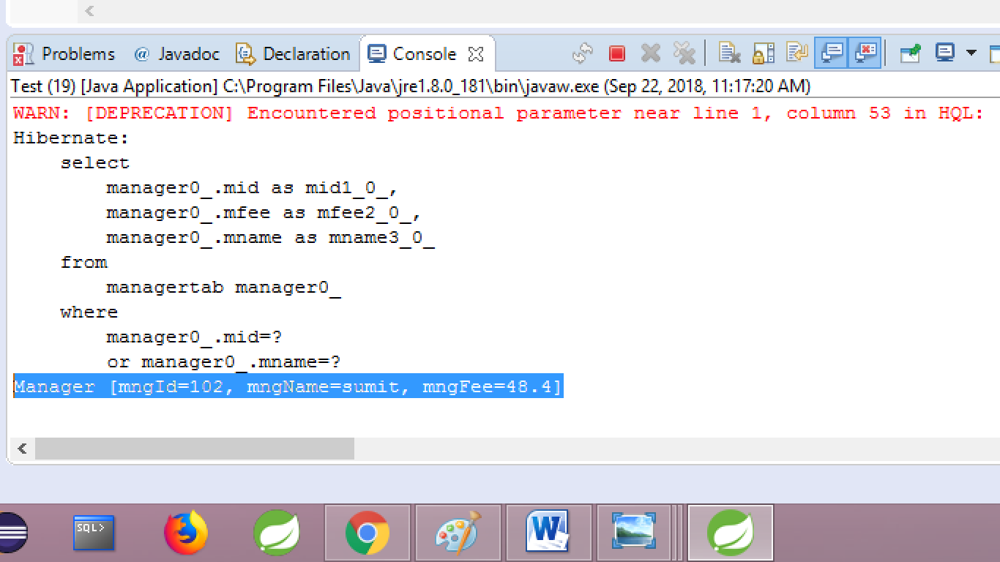 Problems @ Javadoc Declaration Console
Test (19) [Java Application] C:\Program Files\Java\jre1.8.0_181\bin\javaw.exe (Sep 22, 2018, 11:17:20 AM)
WARN: [DEPRECATION] Encountered positional parameter near line 1, column 53 in HQL:
Hibernate:
select
manager0_.mid as mid1_0_,
manager0_.mfee as mfee2_0_,
manager0_.mname as mname3_0_
from
managertab manager0_
where
manager0_.mid=?
or manager0_.mname=?
Manager [mngId=102, mngName=sumit, mngFee=48.4]
SQL>
W